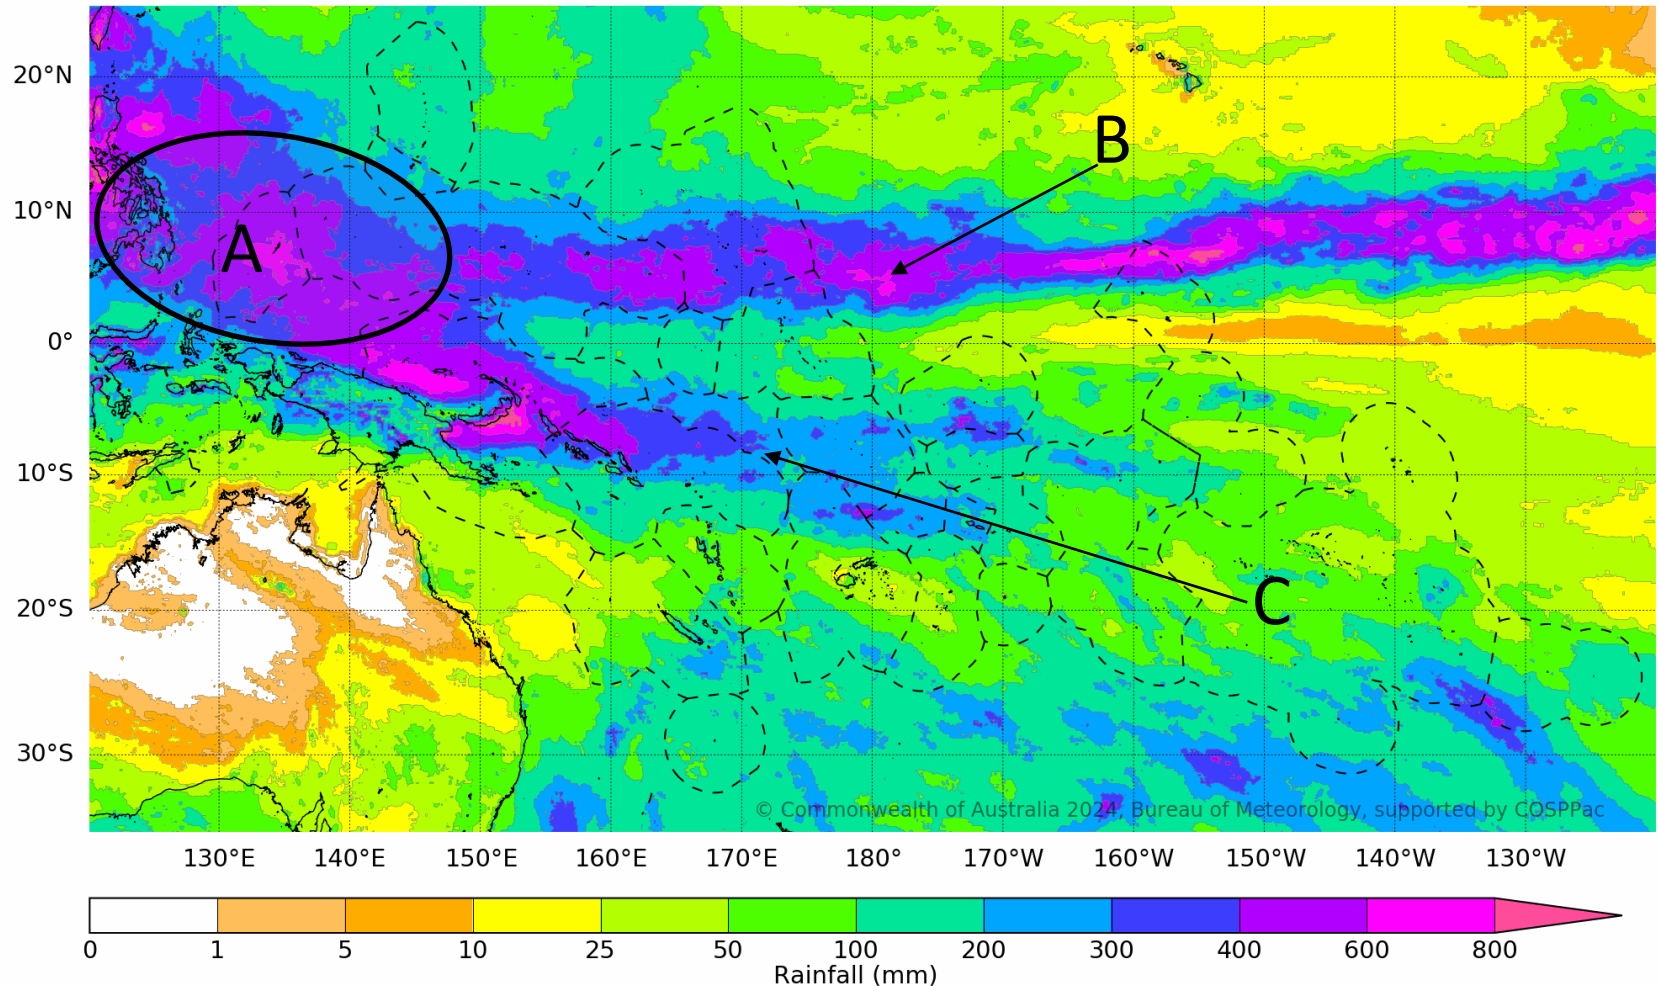 20°N
B
10°N
A
0°
10°S
C
20°S
30°S
© Commonwealth of Australia 2024, Bureau of Meteorology, supported by COSPPac
130°E 140°E 150°E 160°E 170°E 180° 170°W 160°W 150°W 140°W 130°W
0 1 5 10 25 50 100 200 300 400 600 800
Rainfall (mm)